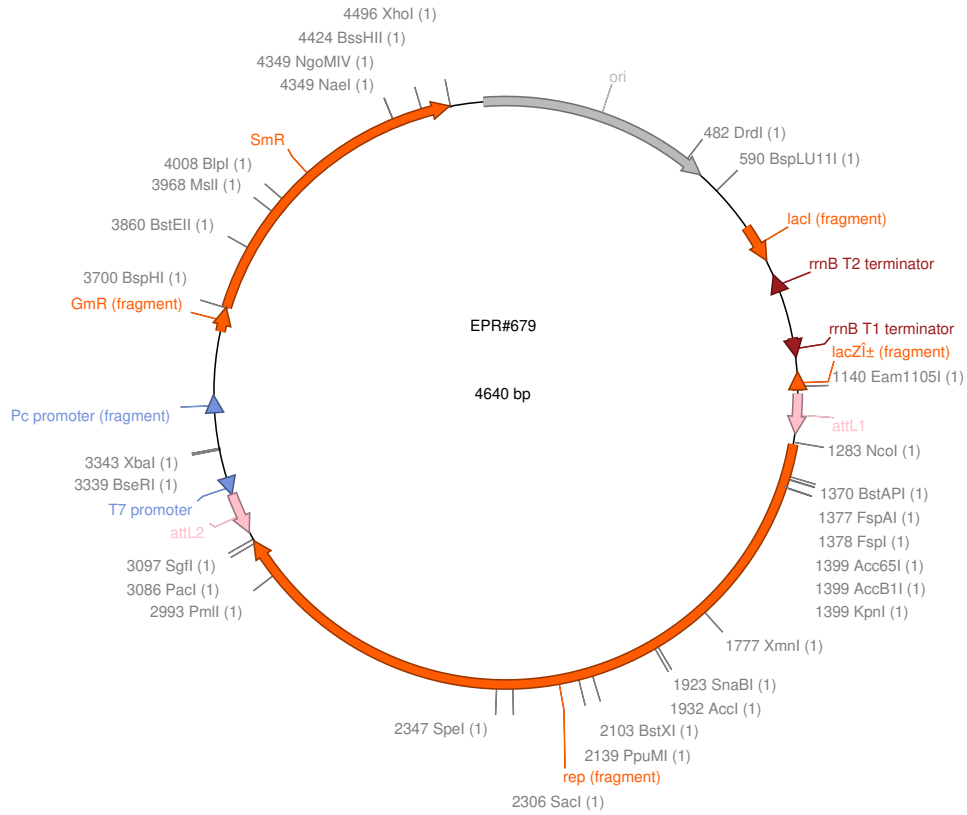 4496 XhoI (1)
4424 BssHII (1)
4349 NgoMIV (1)
4349 NaeI (1)
ori
482 DrdI (1)
590 BspLU11I (1)
SmR
4008 BlpI (1)
3968 MslI (1)
3860 BstEII (1)
3700 BspHI (1)
GmR (fragment)
lacI (fragment)
rrnB T2 terminator
EPR#679
rrnB T1 terminator
lacZÎ± (fragment)
1140 Eam1105I (1)
4640 bp
Pc promoter (fragment)
attL1
1283 NcoI (1)
3343 XbaI (1)
3339 BseRI (1)
T7 promoter
attL2
1370 BstAPI (1)
1377 FspAI (1)
1378 FspI (1)
1399 Acc65I (1)
1399 AccB1I (1)
1399 KpnI (1)
3097 SgfI (1)
3086 PacI (1)
2993 PmlI (1)
1777 XmnI (1)
1923 SnaBI (1)
1932 AccI (1)
2347 SpeI (1)
2103 BstXI (1)
2139 PpuMI (1)
rep (fragment)
2306 SacI (1)